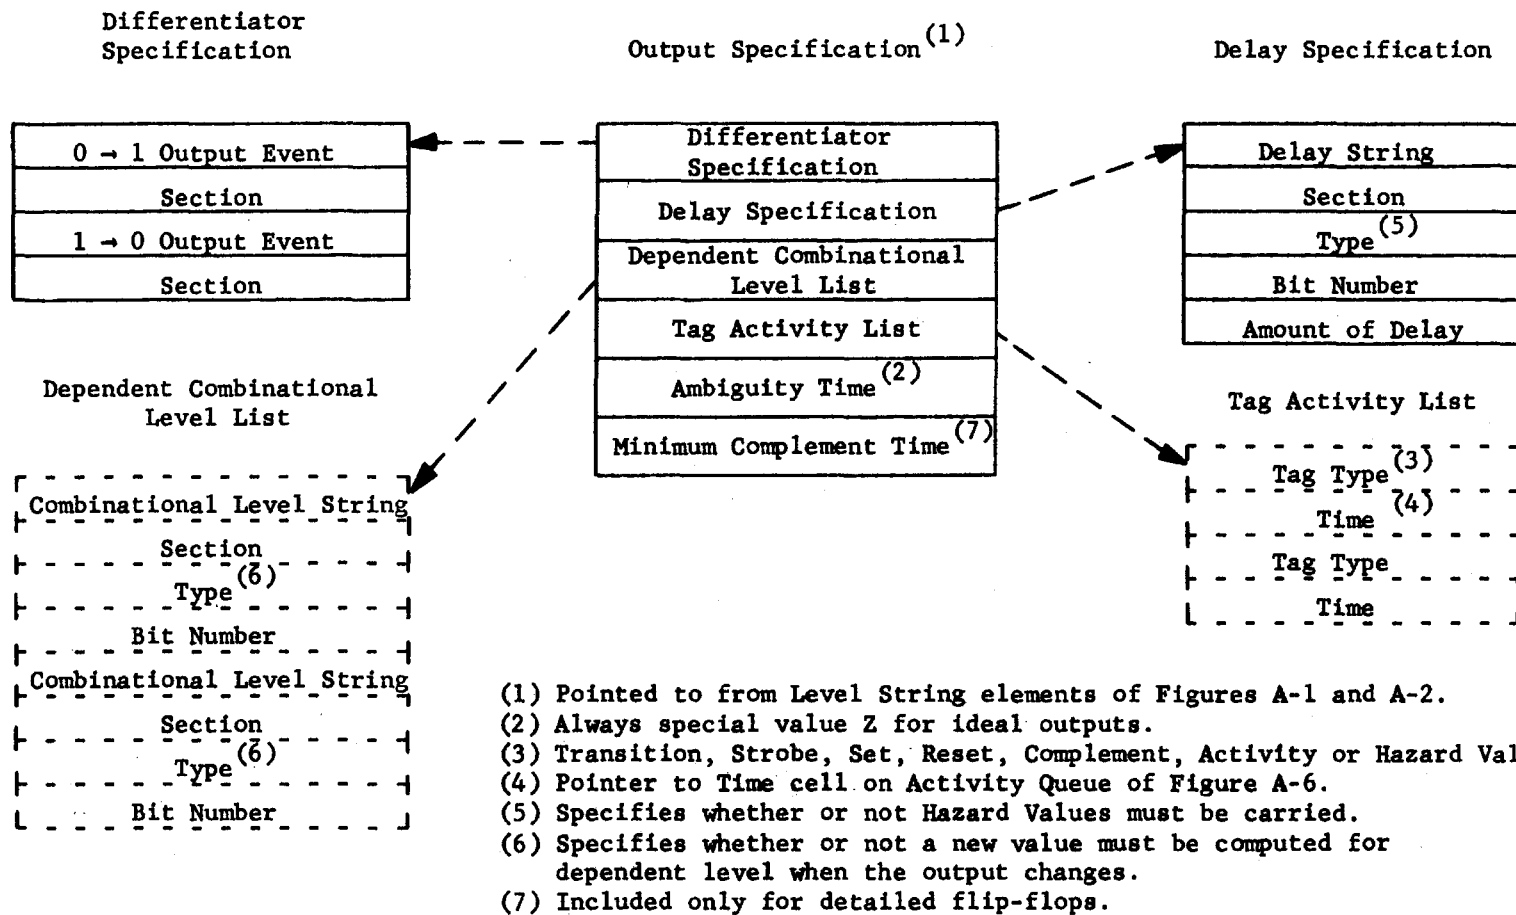 Differentiator
Specification
0 → 1 Output Event
Section
1 → 0 Output Event
Section
Output Specification(1)
Differentiator
Specification
Delay Specification
Dependent Combinational
Level List
Tag Activity List
Ambiguity Time(2)
Minimum Complement Time(7)
Delay Specification
Delay String
Section
Type(5)
Bit Number
Amount of Delay
Dependent Combinational
Level List
Combinational Level String
Section
Type(6)
Bit Number
Combinational Level String
Section
Type(6)
Bit Number
Tag Activity List
Tag Type(3)
Time(4)
Tag Type
Time
(1) Pointed to from Level String elements of Figures A-1 and A-2.
(2) Always special value Z for ideal outputs.
(3) Transition, Strobe, Set, Reset, Complement, Activity or Hazard Val
(4) Pointer to Time cell on Activity Queue of Figure A-6.
(5) Specifies whether or not Hazard Values must be carried.
(6) Specifies whether or not a new value must be computed for
dependent level when the output changes.
(7) Included only for detailed flip-flops.